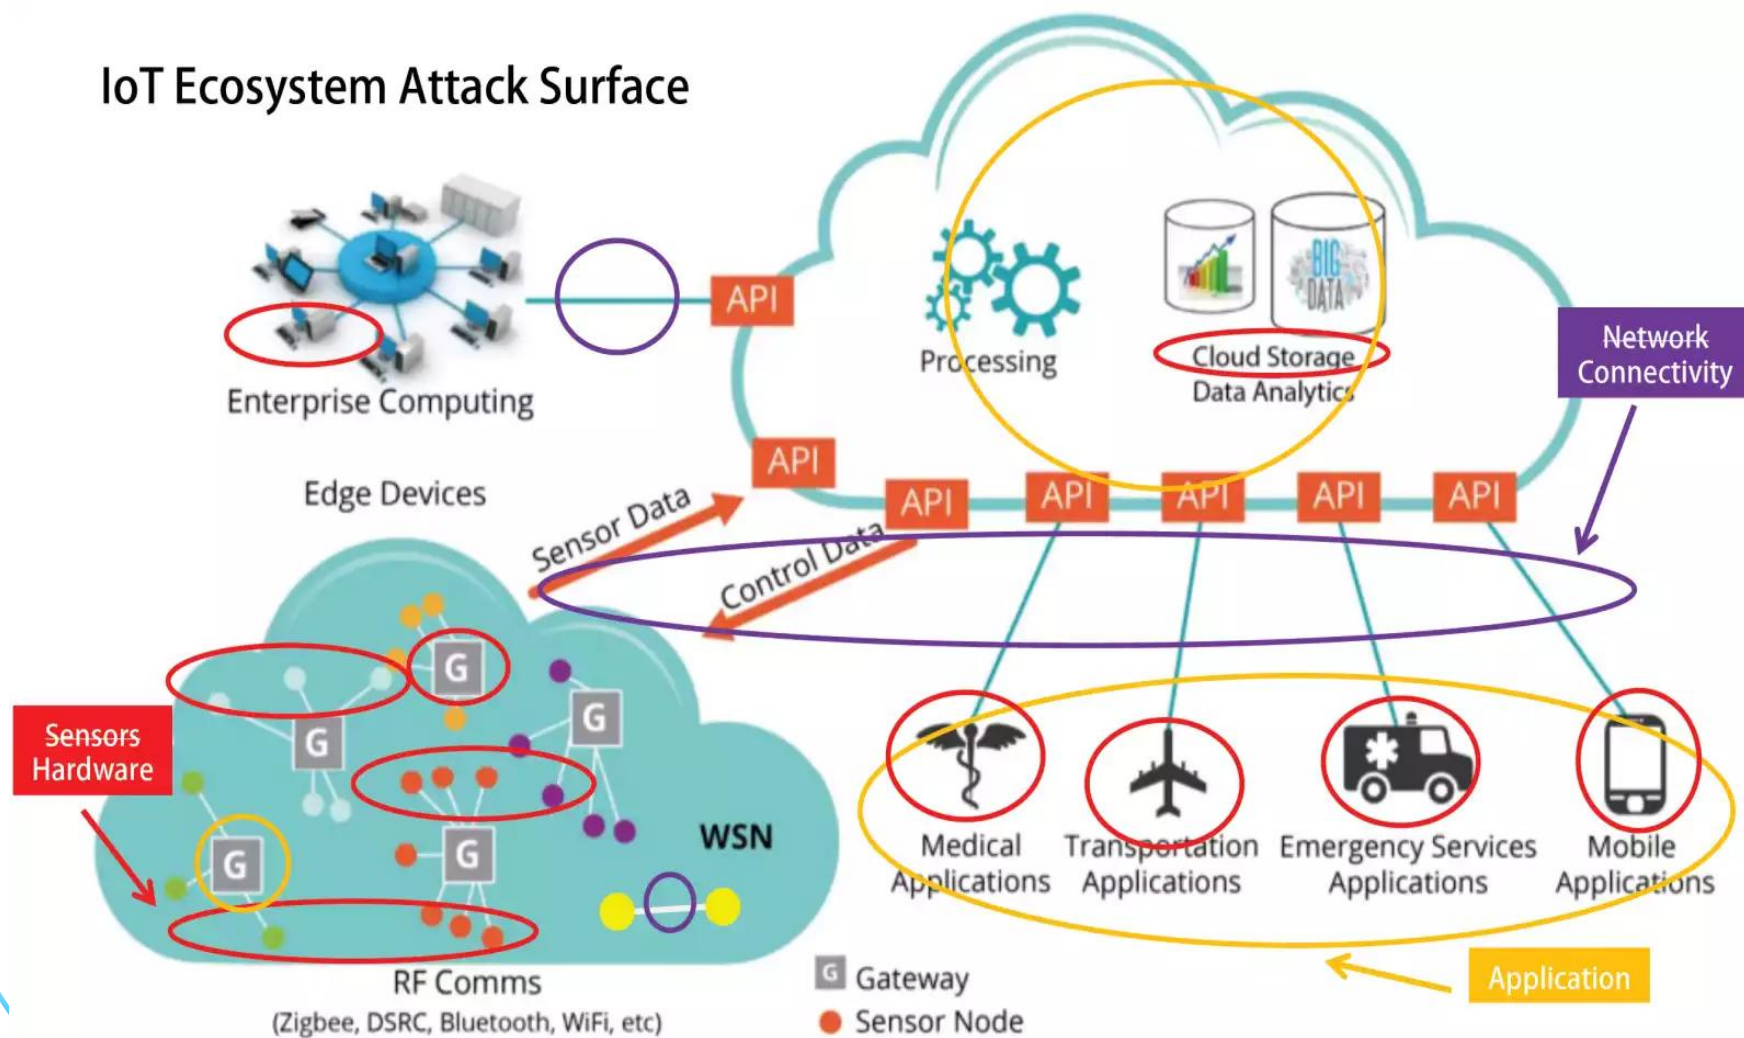 IoT Ecosystem Attack Surface
API
BIG
DATA
Processing
Cloud Storage
Data Analytics
Network
Connectivity
Enterprise Computing
Edge Devices
API
API
API
API
API
API
Sensor Data
Control Data
G
G
G
G
G
WSN
Sensors
Hardware
Medical
Applications
Transportation
Applications
Emergency Services
Applications
Mobile
Applications
RF Comms
(Zigbee, DSRC, Bluetooth, WiFi, etc)
G Gateway
Sensor Node
Application